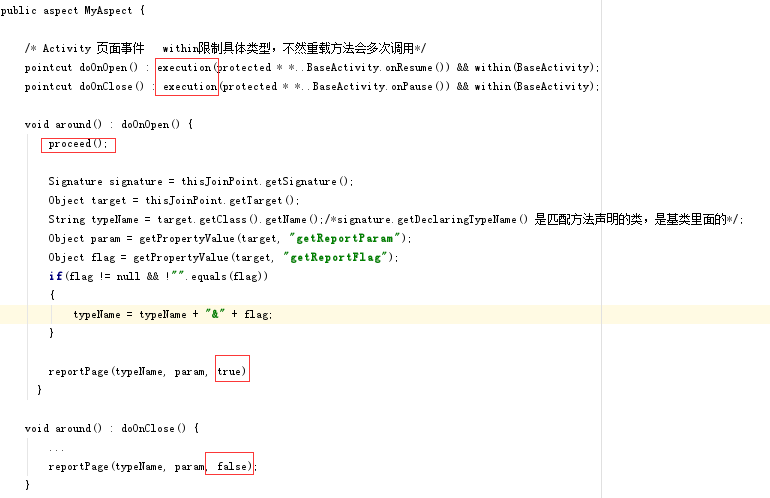 public aspect MyAspect {
/* Activity 页面事件   within限制具体类型，不然重载方法会多次调用*/
pointcut doOnOpen() : execution(protected * *..BaseActivity.onResume()) && within(BaseActivity);
pointcut doOnClose() : execution(protected * *..BaseActivity.onPause()) && within(BaseActivity);
void around() : doOnOpen() {
proceed();
Signature signature = thisJoinPoint.getSignature();
Object target = thisJoinPoint.getTarget();
String typeName = target.getClass().getName();/*signature.getDeclaringTypeName() 是匹配方法声明的类，是基类里面的*/;
Object param = getPropertyValue(target, "getReportParam");
Object flag = getPropertyValue(target, "getReportFlag");
if(flag != null && !"".equals(flag))
{
typeName = typeName + "&" + flag;
}
reportPage(typeName, param, true)
}
void around() : doOnClose() {
...
reportPage(typeName, param, false);
}